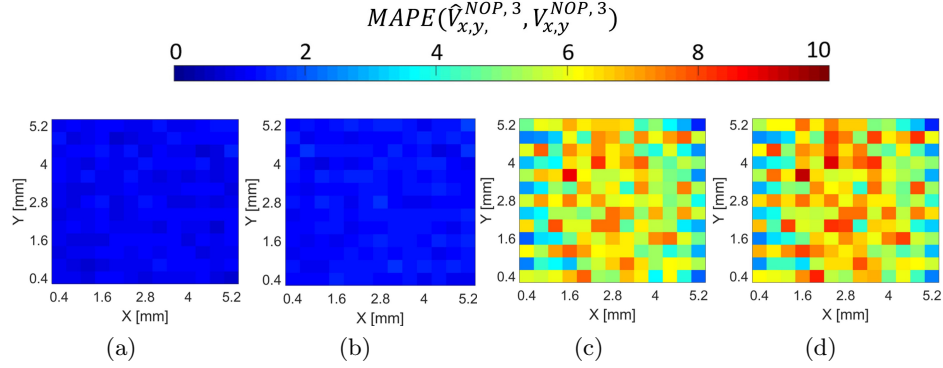 MAPE(V̂x,y,^NOP, 3, Vx,y^NOP, 3)
0 2 4 6 8 10
5.2 4 2.8 1.6 0.4
Y [mm]
0.4 1.6 2.8 4 5.2
X [mm]
(a)
5.2 4 2.8 1.6 0.4
Y [mm]
0.4 1.6 2.8 4 5.2
X [mm]
(b)
5.2 4 2.8 1.6 0.4
Y [mm]
0.4 1.6 2.8 4 5.2
X [mm]
(c)
5.2 4 2.8 1.6 0.4
Y [mm]
0.4 1.6 2.8 4 5.2
X [mm]
(d)